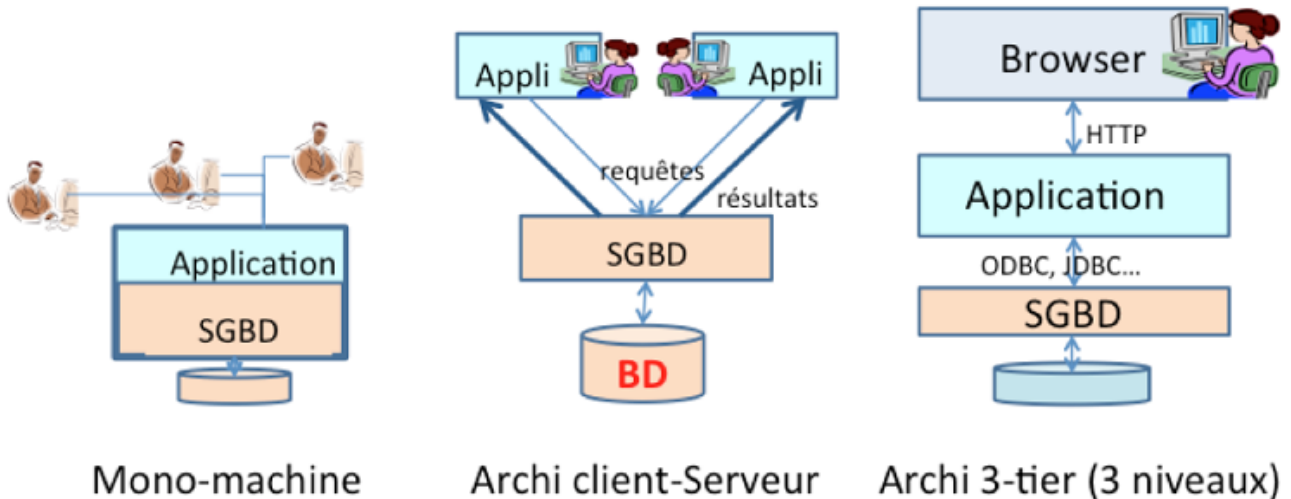 Application
SGBD
Mono-machine
Appli
Appli
requêtes
résultats
SGBD
BD
Archi client-Serveur
Browser
HTTP
Application
ODBC, JDBC...
SGBD
Archi 3-tier (3 niveaux)